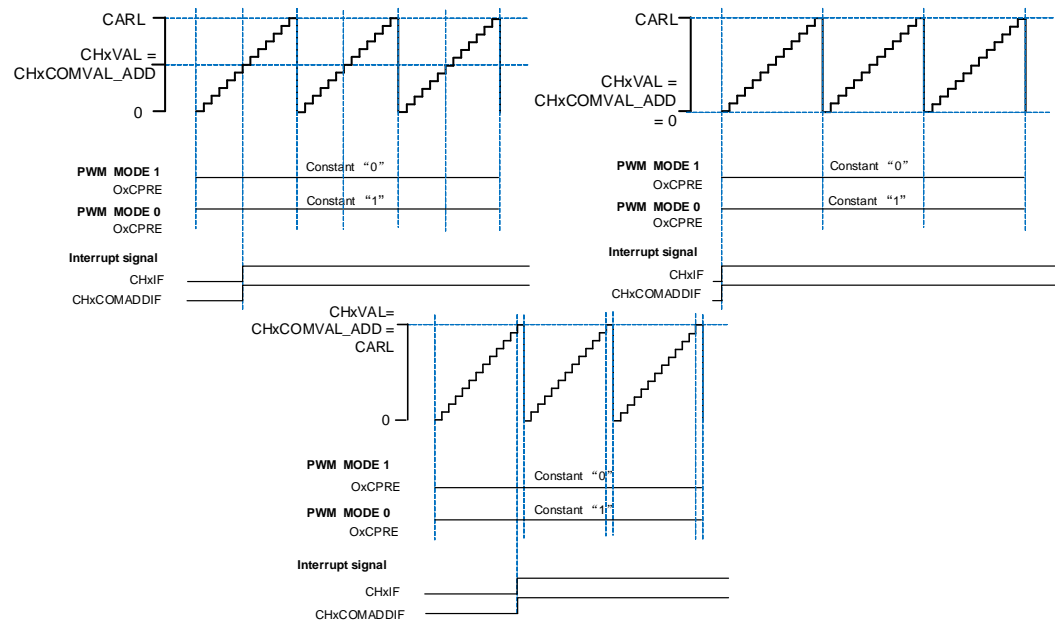 CARL
CHxVAL =
CHxCOMVAL_ADD
0
PWM MODE 1
OxCPRE
Constant “0”
PWM MODE 0
OxCPRE
Constant “1”
Interrupt signal
CHxIF
CHxCOMADDIF
CARL
CHxVAL =
CHxCOMVAL_ADD
= 0
PWM MODE 1
OxCPRE
Constant “0”
PWM MODE 0
OxCPRE
Constant “1”
Interrupt signal
CHxIF
CHxCOMADDIF
CHxVAL=
CHxCOMVAL_ADD =
CARL
0
PWM MODE 1
OxCPRE
Constant “0”
PWM MODE 0
OxCPRE
Constant “1”
Interrupt signal
CHxIF
CHxCOMADDIF